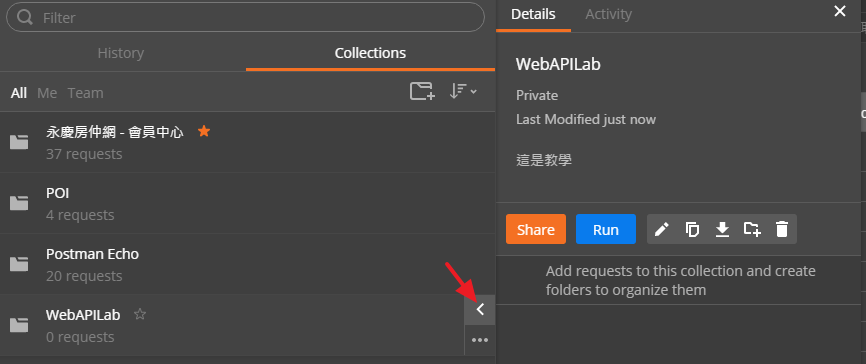 Filter
History
Collections
All Me Team
永慶房仲網 - 會員中心
37 requests
POI
4 requests
Postman Echo
20 requests
WebAPILab
0 requests
Details
Activity
WebAPILab
Private
Last Modified just now
這是教學
Share
Run
Add requests to this collection and create
folders to organize them